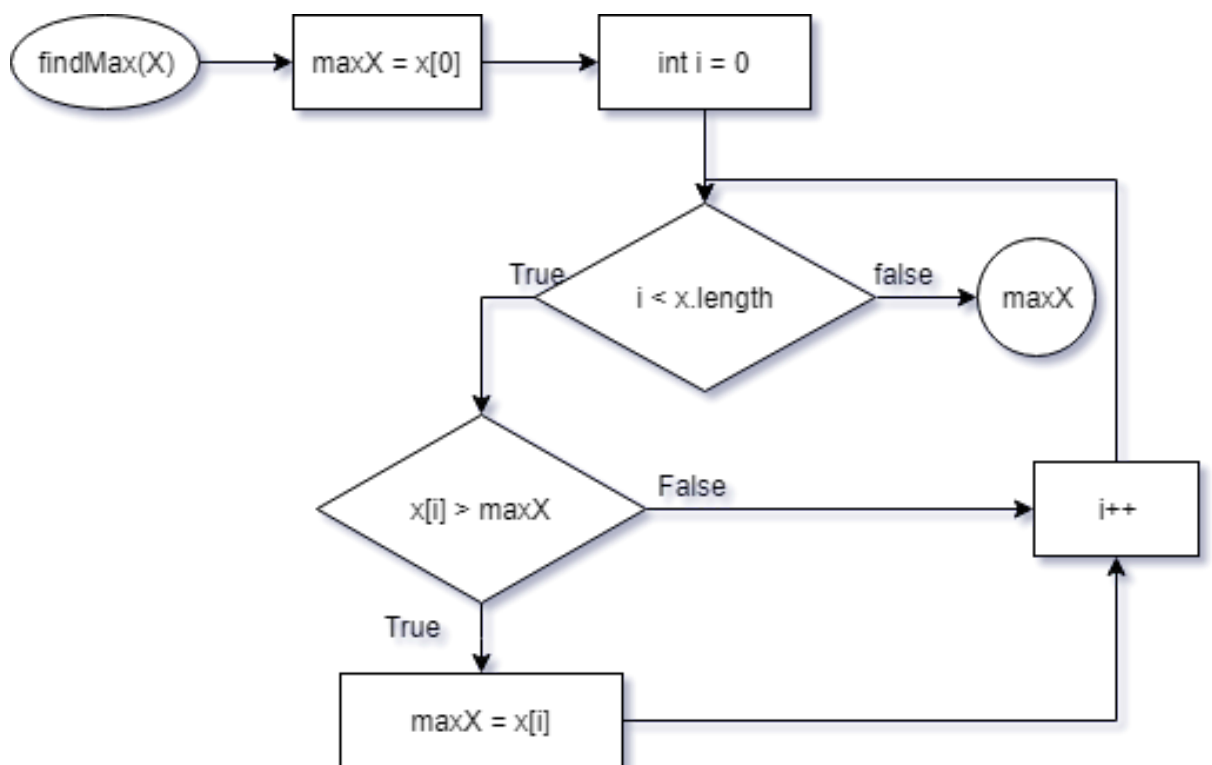 findMax(X)
maxX = x[0]
int i = 0
True
i < x.length
false
maxX
x[i] > maxX
False
i++
True
maxX = x[i]